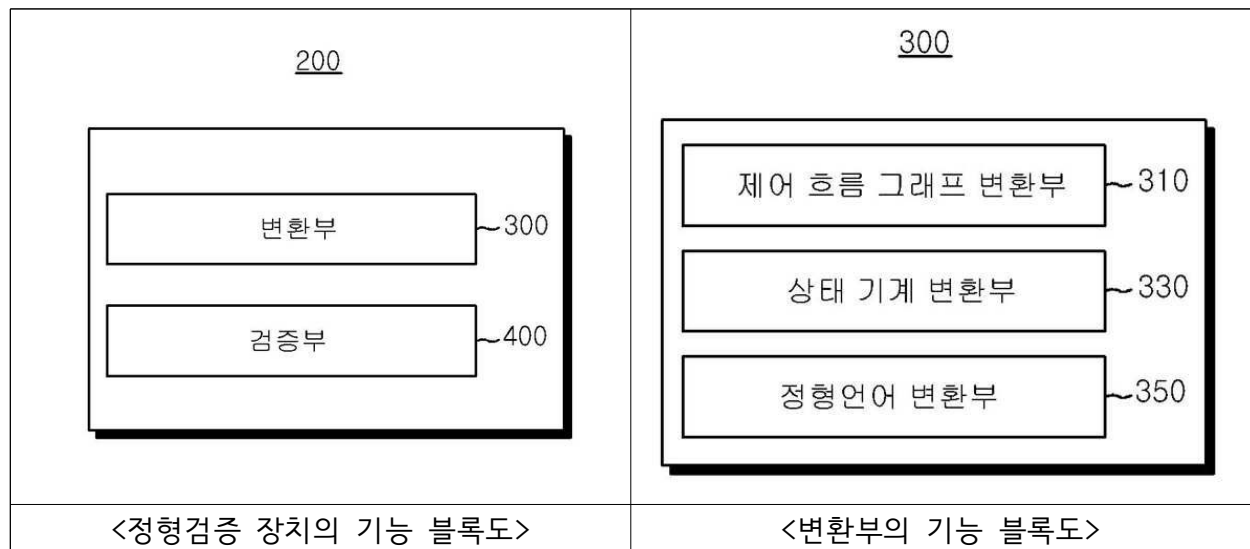 200
변환부 300
검증부 400
<정형검증 장치의 기능 블록도>
300
제어 흐름 그래프 변환부 310
상태 기계 변환부 330
정형언어 변환부 350
<변환부의 기능 블록도>